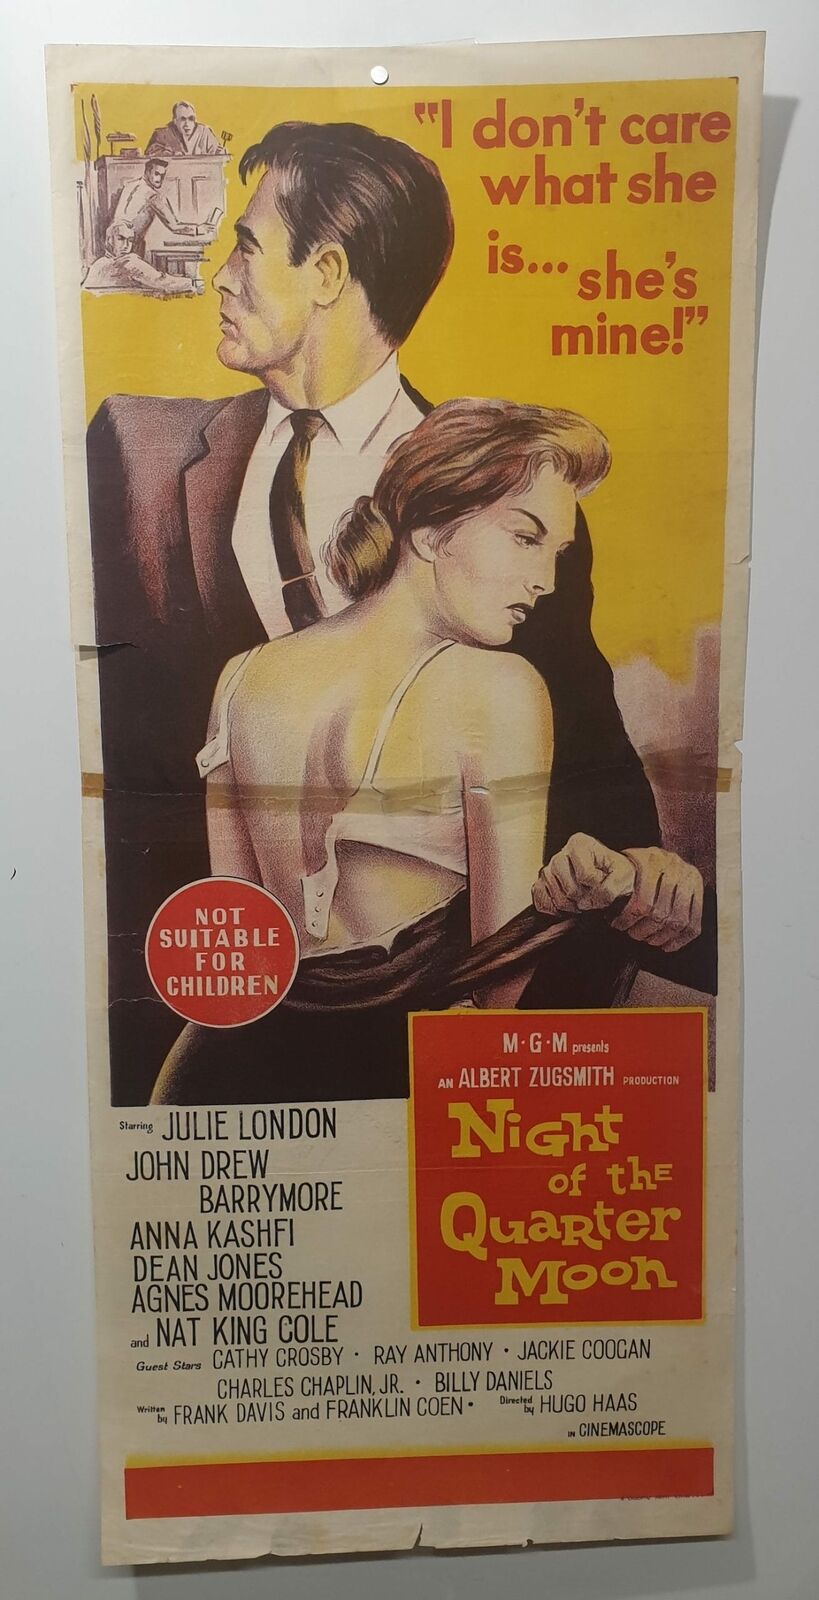 "I don't care
what she
is... she's
mine!"
NOT
SUITABLE
FOR
CHILDREN
M·G·M presents
AN ALBERT ZUGSMITH PRODUCTION
Night
of the
Quarter
Moon
Starring JULIE LONDON
JOHN DREW
BARRYMORE
ANNA KASHFI
DEAN JONES
AGNES MOOREHEAD
and NAT KING COLE
Guest Stars CATHY CROSBY · RAY ANTHONY · JACKIE COOGAN
CHARLES CHAPLIN, JR. · BILLY DANIELS
Written by FRANK DAVIS and FRANKLIN COEN · Directed by HUGO HAAS
IN CINEMASCOPE